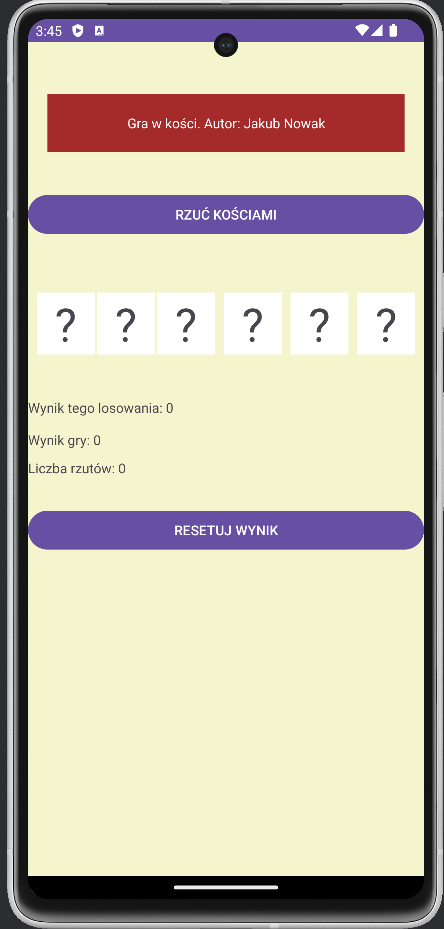 3:45
Gra w kości. Autor: Jakub Nowak
RZUĆ KOŚCIAMI
? ? ? ? ? ?
Wynik tego losowania: 0
Wynik gry: 0
Liczba rzutów: 0
RESETUJ WYNIK